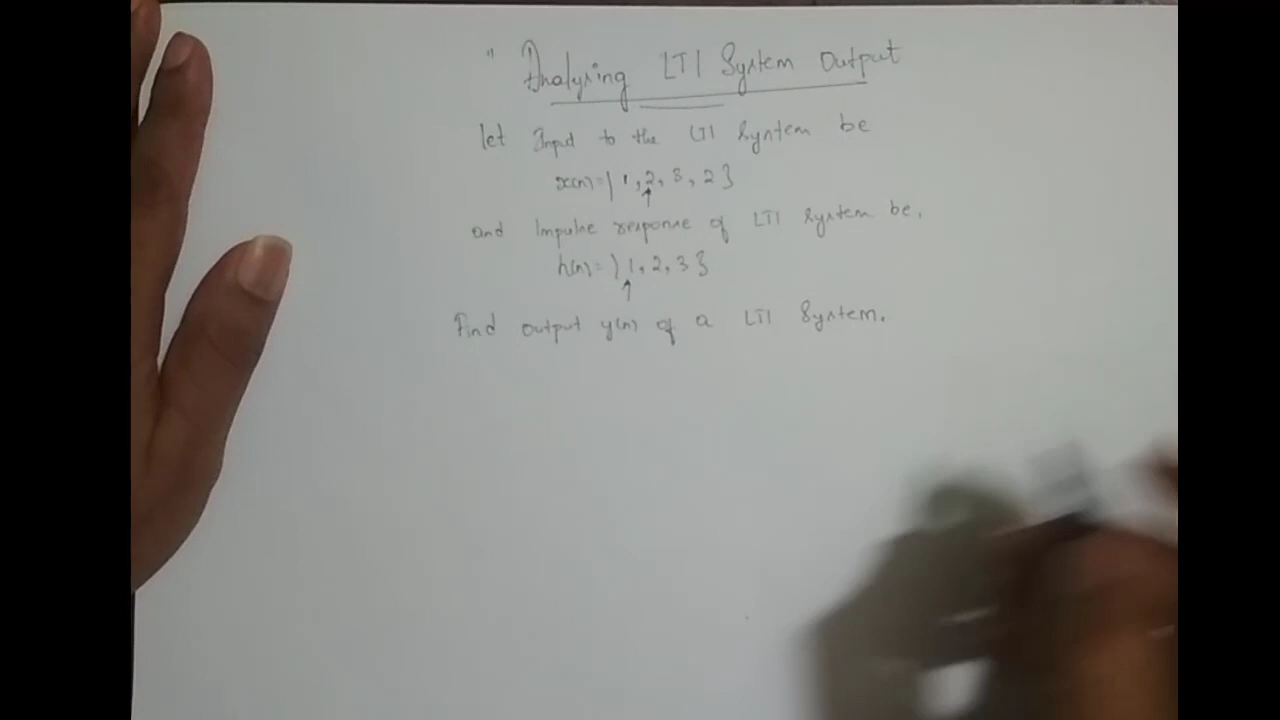 " Analysing LTI System Output
let Input to the LTI System be
x(n)={ 1, 2, 3, 2 }
↑
and Impulse response of LTI System be,
h(n)={ 1, 2, 3 }
↑
Find output y(n) of a LTI System.